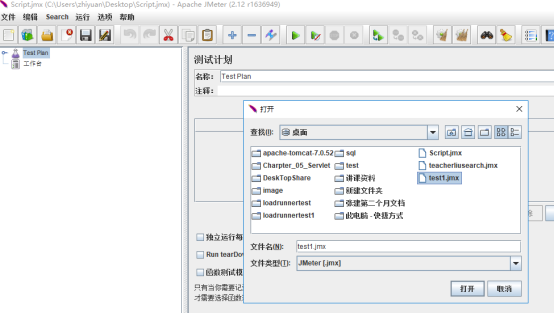 Script.jmx (C:\Users\zhiyuan\Desktop\Script.jmx) - Apache JMeter (2.12 r1636949)
文件 编辑 Search 运行 选项 帮助
Test Plan
工作台
测试计划
名称: Test Plan
注释:
打开
查找(I): 桌面
apache-tomcat-7.0.52 sql Script.jmx
Charpter_05_Servlet test teacherliusearch.jmx
DeskTopShare 讲课资料 test1.jmx
image 新建文件夹
loadrunnertest 张建第二个月文档
loadrunnertest1 此电脑 - 快捷方式
独立运行每
文件名(N): test1.jmx
Run tearDow
文件类型(T): JMeter [.jmx]
函数测试模
只有当你需要记
打开 取消
才需要选择函数